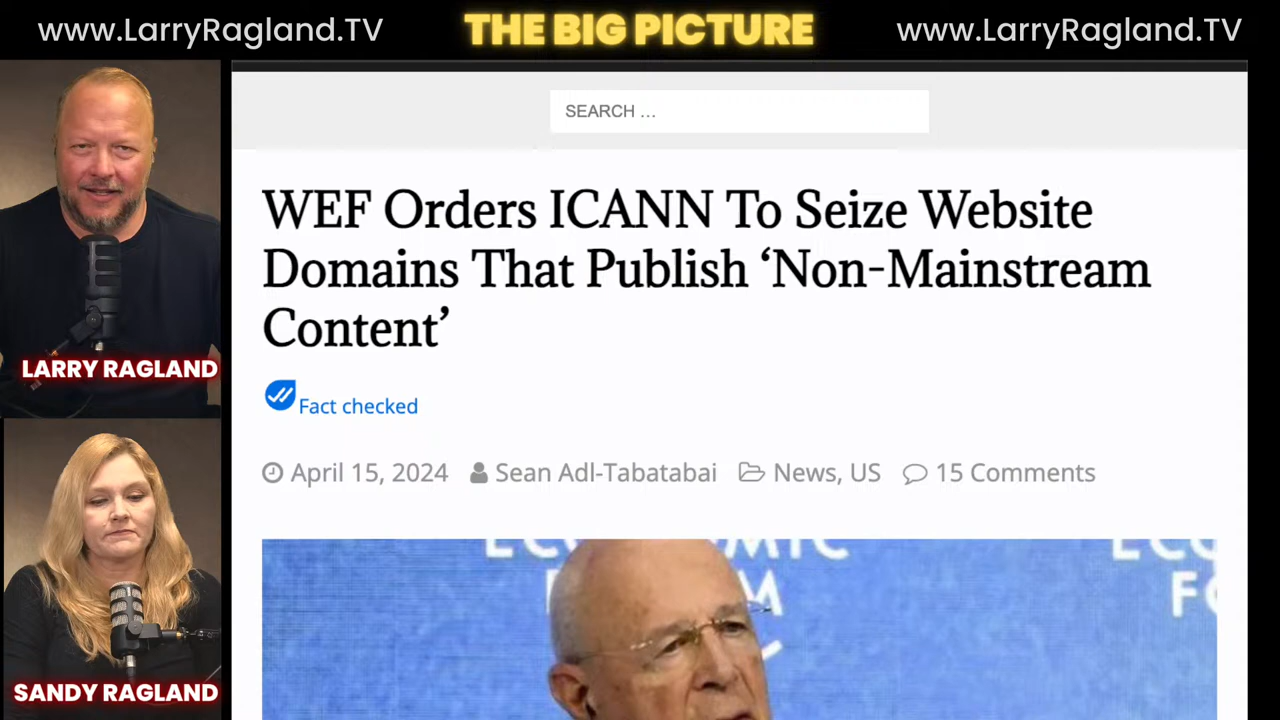 www.LarryRagland.TV
THE BIG PICTURE
www.LarryRagland.TV
SEARCH …
WEF Orders ICANN To Seize Website
Domains That Publish ‘Non-Mainstream
Content’
Fact checked
April 15, 2024 Sean Adl-Tabatabai News, US 15 Comments
LARRY RAGLAND
SANDY RAGLAND